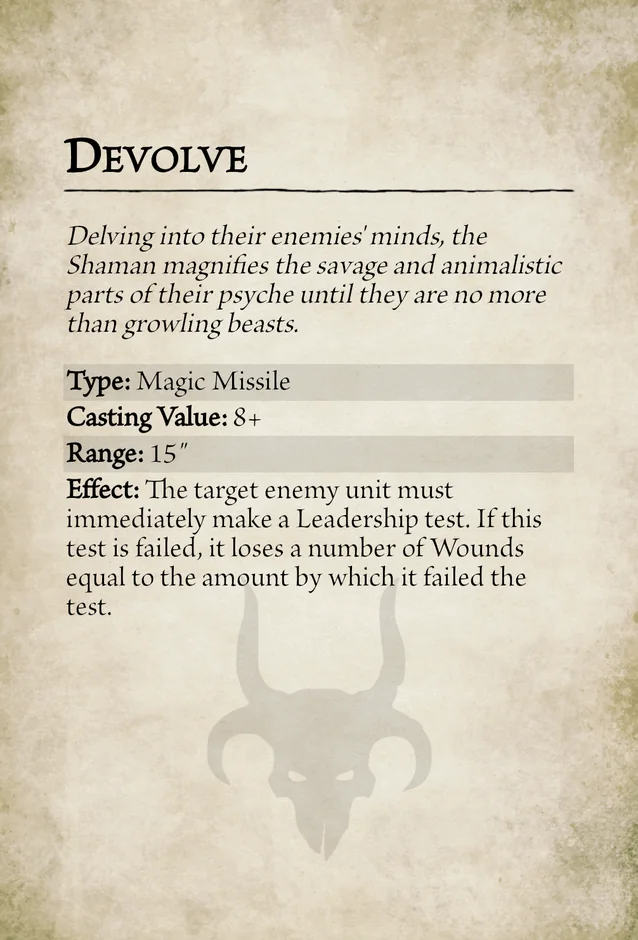 Devolve
Delving into their enemies' minds, the
Shaman magnifies the savage and animalistic
parts of their psyche until they are no more
than growling beasts.
Type: Magic Missile
Casting Value: 8+
Range: 15"
Effect: The target enemy unit must
immediately make a Leadership test. If this
test is failed, it loses a number of Wounds
equal to the amount by which it failed the
test.